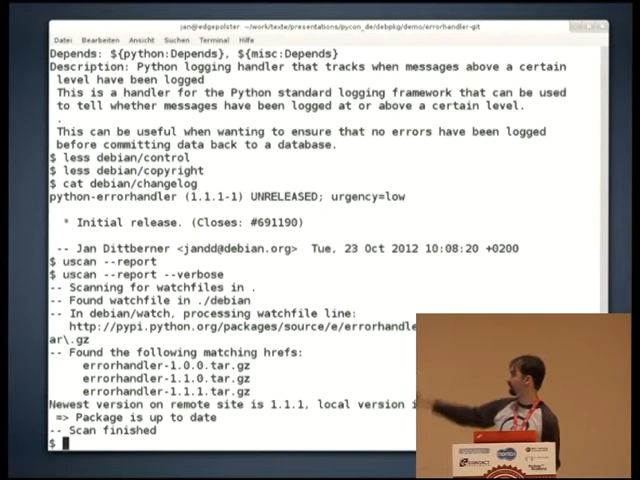 jan@edgepolster: ~/work/texte/presentations/pycon_de/debpkg/demo/errorhandler-git
Datei Bearbeiten Ansicht Suchen Terminal Hilfe
Depends: ${python:Depends}, ${misc:Depends}
Description: Python logging handler that tracks when messages above a certain
level have been logged
This is a handler for the Python standard logging framework that can be used
to tell whether messages have been logged at or above a certain level.
.
This can be useful when wanting to ensure that no errors have been logged
before committing data back to a database.
$ less debian/control
$ less debian/copyright
$ cat debian/changelog
python-errorhandler (1.1.1-1) UNRELEASED; urgency=low
* Initial release. (Closes: #691190)
-- Jan Dittberner <jandd@debian.org>  Tue, 23 Oct 2012 10:08:20 +0200
$ uscan --report
$ uscan --report --verbose
-- Scanning for watchfiles in .
-- Found watchfile in ./debian
-- In debian/watch, processing watchfile line:
http://pypi.python.org/packages/source/e/errorhandle
ar\.gz
-- Found the following matching hrefs:
errorhandler-1.0.0.tar.gz
errorhandler-1.1.0.tar.gz
errorhandler-1.1.1.tar.gz
Newest version on remote site is 1.1.1, local version i
=> Package is up to date
-- Scan finished
$